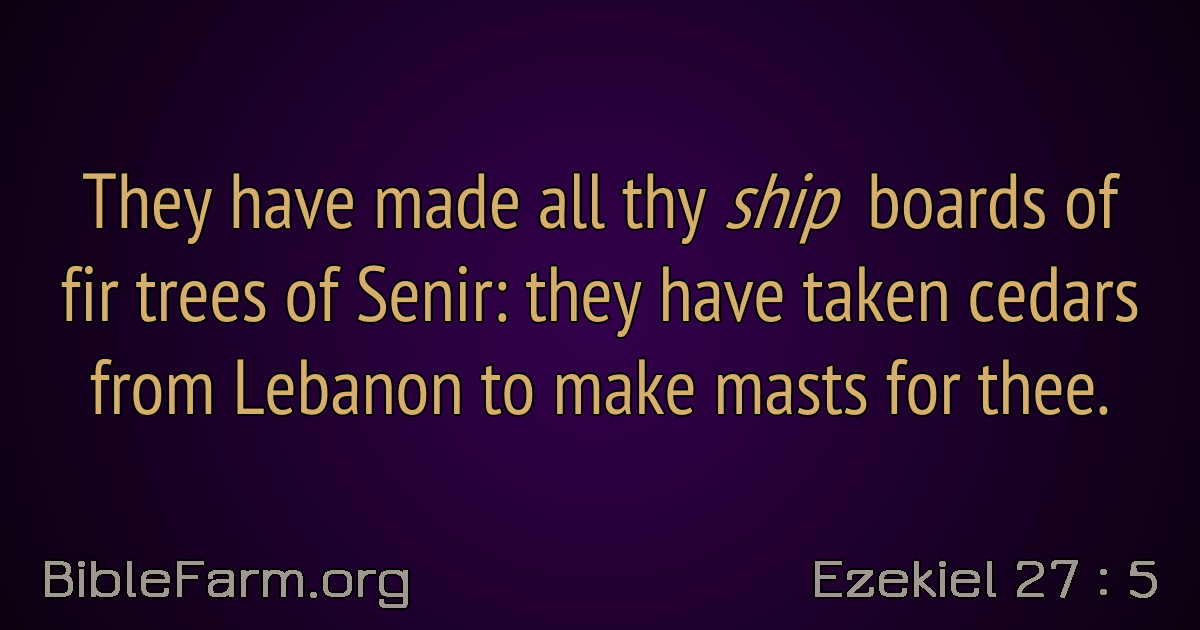 They have made all thy ship boards of
fir trees of Senir: they have taken cedars
from Lebanon to make masts for thee.
BibleFarm.org
Ezekiel 27 : 5